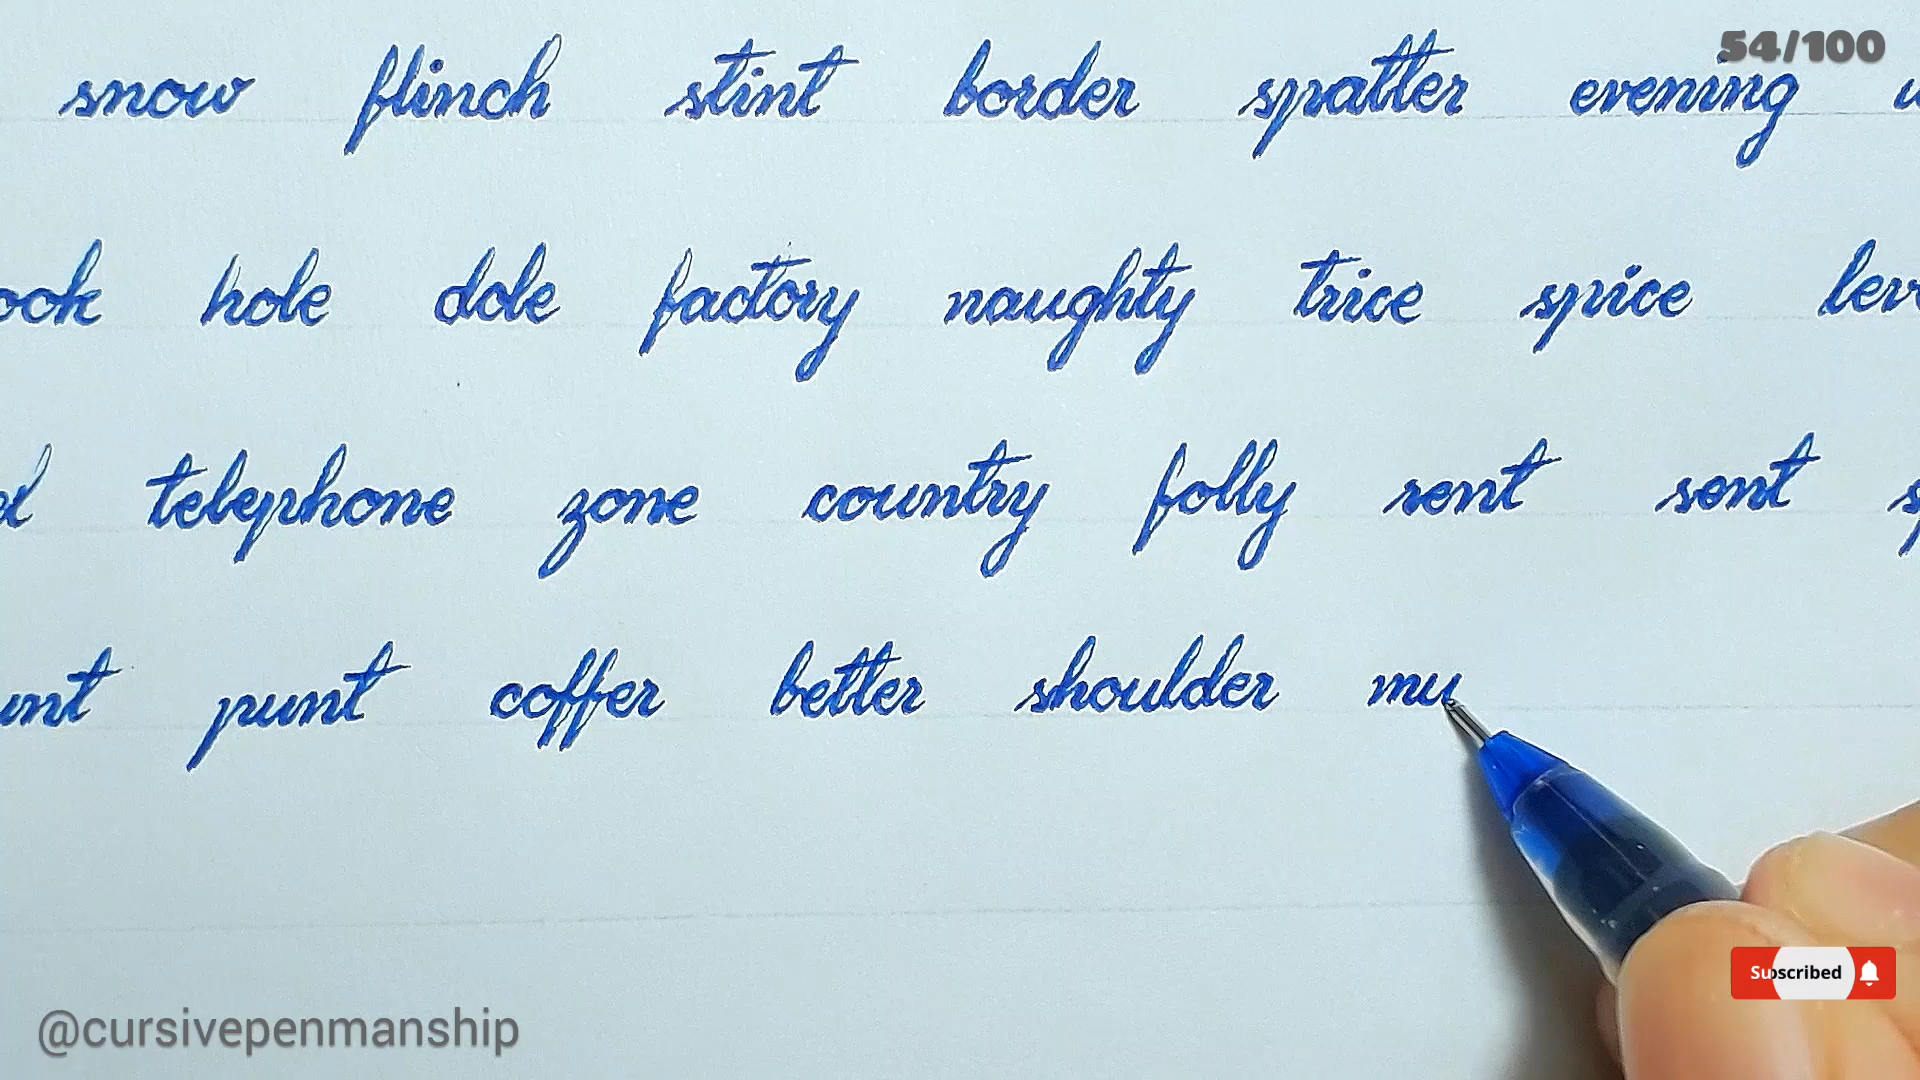 54/100
snow flinch stint border spatter evening
hole dole factory naughty trice spice
telephone zone country folly rent sent
punt coffer better shoulder mu
Subscribed
@cursivepenmanship